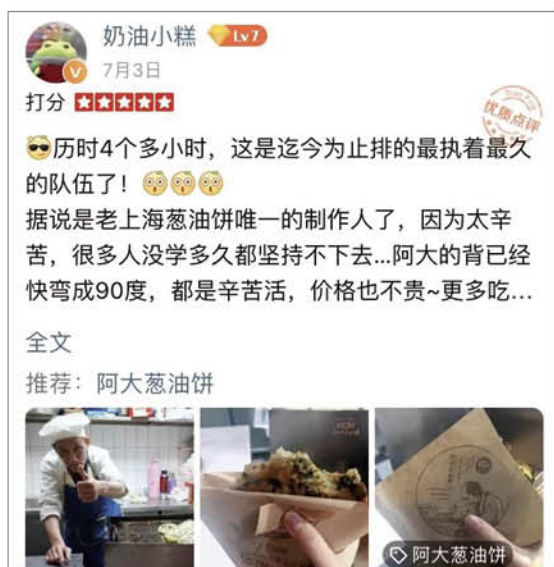 奶油小糕 Lv7
7月3日
打分
优质点评
😎历时4个多小时，这是迄今为止排的最执着最久
的队伍了！😯😯😯
据说是老上海葱油饼唯一的制作人了，因为太辛
苦，很多人没学多久都坚持不下去...阿大的背已经
快弯成90度，都是辛苦活，价格也不贵~更多吃...
全文
推荐：阿大葱油饼
阿大葱油饼